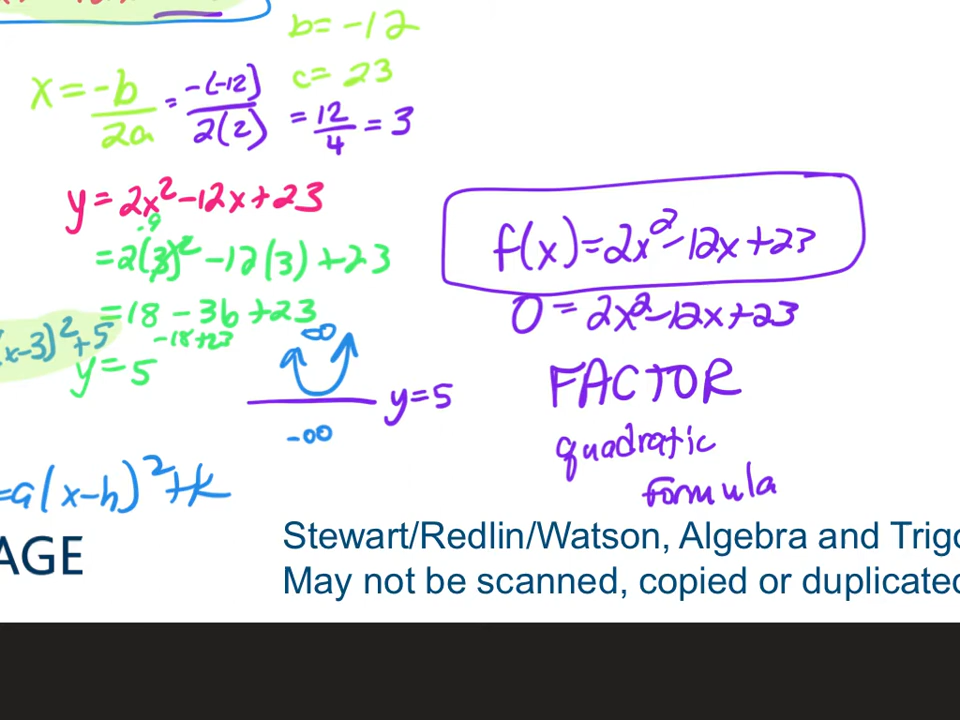 b = -12
x = -b/2a = -(-12)/2(2)
c = 23
= 12/4 = 3
y = 2x² - 12x + 23
·9
= 2(3)² - 12(3) + 23
= 18 - 36 + 23
-18 + 23
y = 5
(x-3)² + 5
∞
y = 5
-∞
= a(x-h)² + k
f(x) = 2x² - 12x + 23
0 = 2x² - 12x + 23
FACTOR
quadratic
formula
AGE
Stewart/Redlin/Watson, Algebra and Trigo
May not be scanned, copied or duplicated